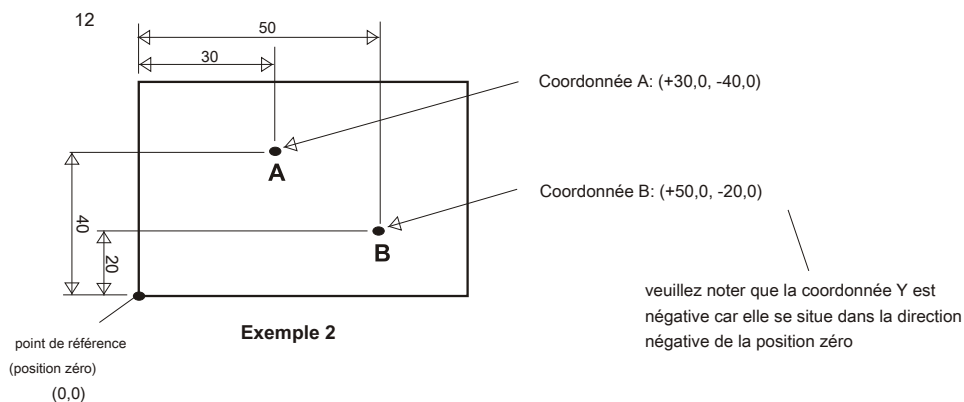 12
50
30
Coordonnée A: (+30,0, -40,0)
A
40
Coordonnée B: (+50,0, -20,0)
B
20
veuillez noter que la coordonnée Y est
négative car elle se situe dans la direction
négative de la position zéro
Exemple 2
point de référence
(position zéro)
(0,0)